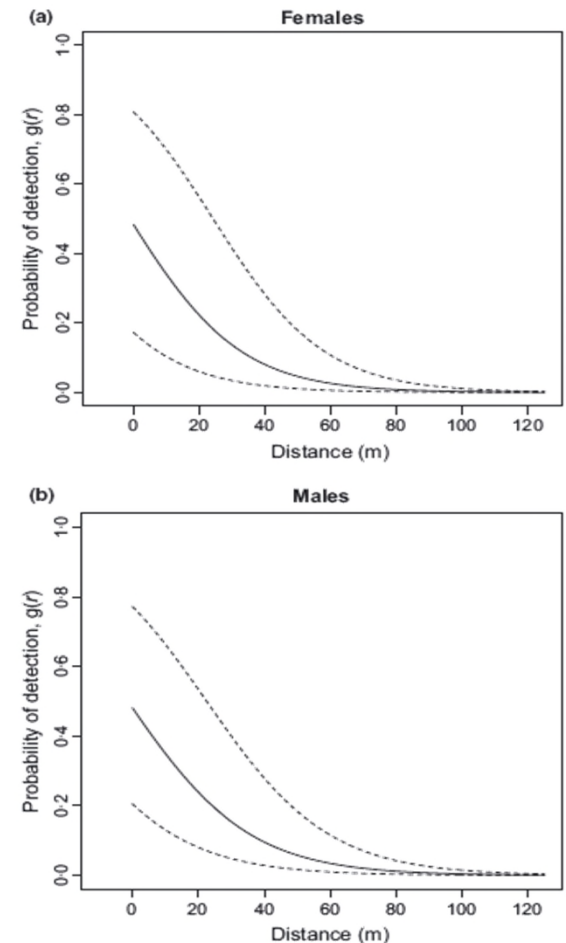 (a) Females
Probability of detection, g(r)
1·0
0·8
0·6
0·4
0·2
0·0
0 20 40 60 80 100 120
Distance (m)
(b) Males
Probability of detection, g(r)
1·0
0·8
0·6
0·4
0·2
0·0
0 20 40 60 80 100 120
Distance (m)